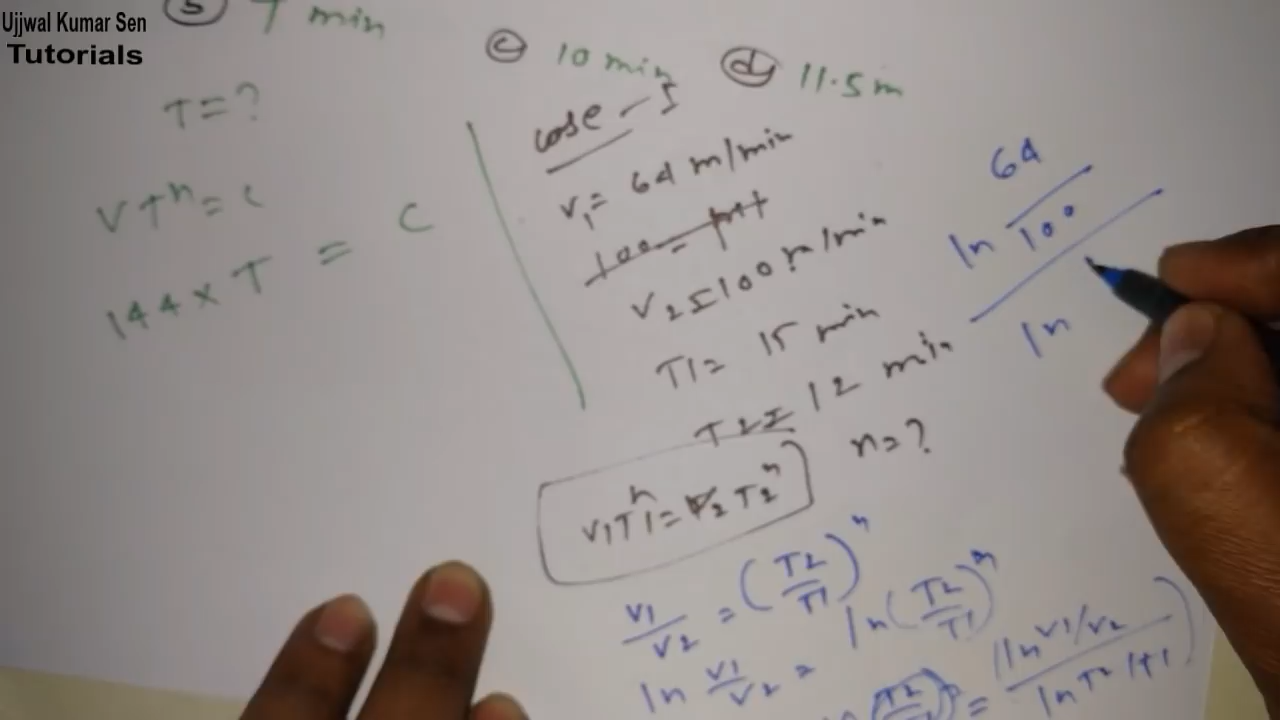 Ujjwal Kumar Sen
Tutorials
min
C 10 min d 11.5 m
T = ?
VTⁿ = C
144 × T = C
case - I
V₁ = 64 m/min
V₂ = 100 m/min
T1 = 15 min
T2 = 12 min
n = ?
V₁T1ⁿ = V₂T2ⁿ
V1/V2 = (T2/T1)ⁿ
ln V1/V2 = ln (T2/T1)ⁿ
(T2/T1) = (ln V1/V2 / ln T2/T1)
ln 64/100
ln